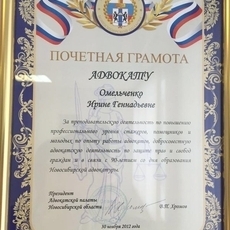 ПОЧЕТНАЯ ГРАМОТА
АДВОКАТУ
Омельченко
Ирине Геннадьевне
За преподавательскую деятельность по повышению
профессионального уровня стажеров, помощников и
молодых по опыту работы адвокатов, добросовестную
адвокатскую деятельность по защите прав и свобод
граждан и в связи с 90-летием со дня образования
Новосибирской адвокатуры.
Президент
Адвокатской палаты
Новосибирской области
30 ноября 2012 года